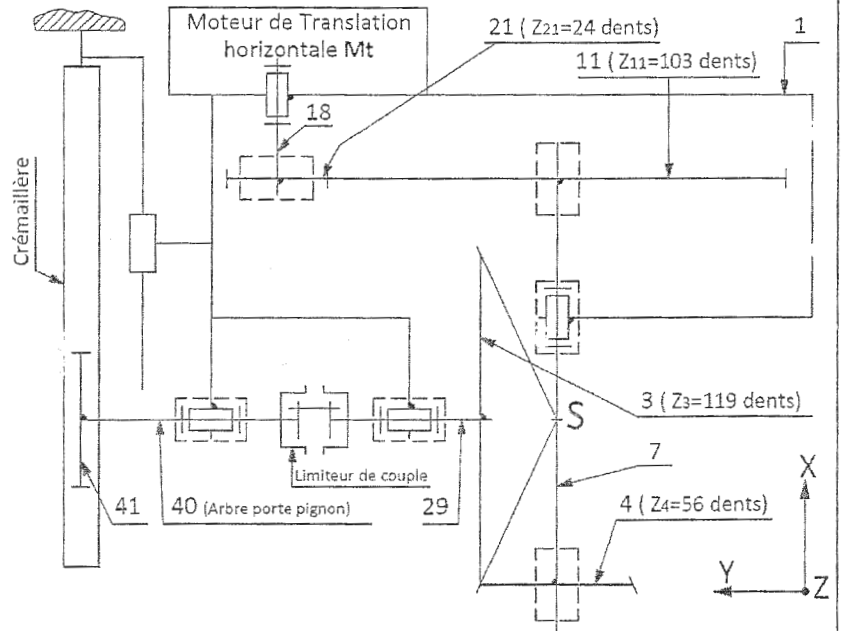 Moteur de Translation
horizontale Mt
21 ( Z21=24 dents)
1
11 ( Z11=103 dents)
18
Crémaillère
S
3 ( Z3=119 dents)
7
Limiteur de couple
X
41
40 (Arbre porte pignon)
29
4 ( Z4=56 dents)
Y
Z